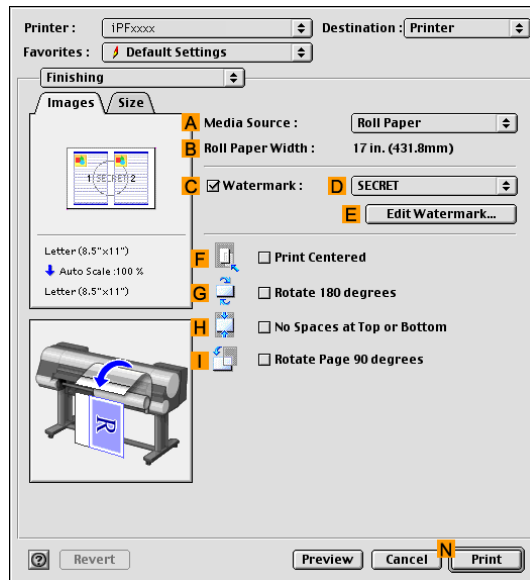 Printer : iPFxxxx Destination : Printer
Favorites : Default Settings
Finishing
Images Size
A Media Source : Roll Paper
B Roll Paper Width : 17 in. (431.8mm)
C Watermark : D SECRET
E Edit Watermark...
1 SECRET 2
Letter (8.5"x11")
Auto Scale :100 %
Letter (8.5"x11")
F Print Centered
G Rotate 180 degrees
H No Spaces at Top or Bottom
I Rotate Page 90 degrees
R
N
? Revert Preview Cancel Print